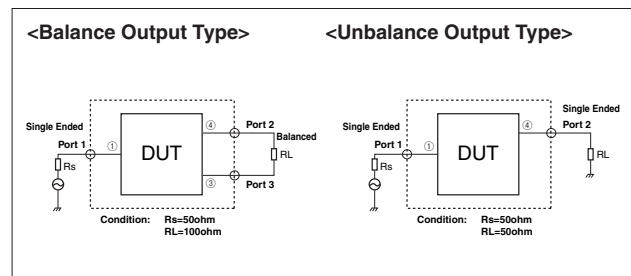 <Balance Output Type>
Single Ended
Port 1
①
Rs
DUT
④
Port 2
Balanced
RL
③
Port 3
Condition: Rs=50ohm
RL=100ohm
<Unbalance Output Type>
Single Ended
Port 1
①
Rs
DUT
④
Single Ended
Port 2
RL
Condition: Rs=50ohm
RL=50ohm